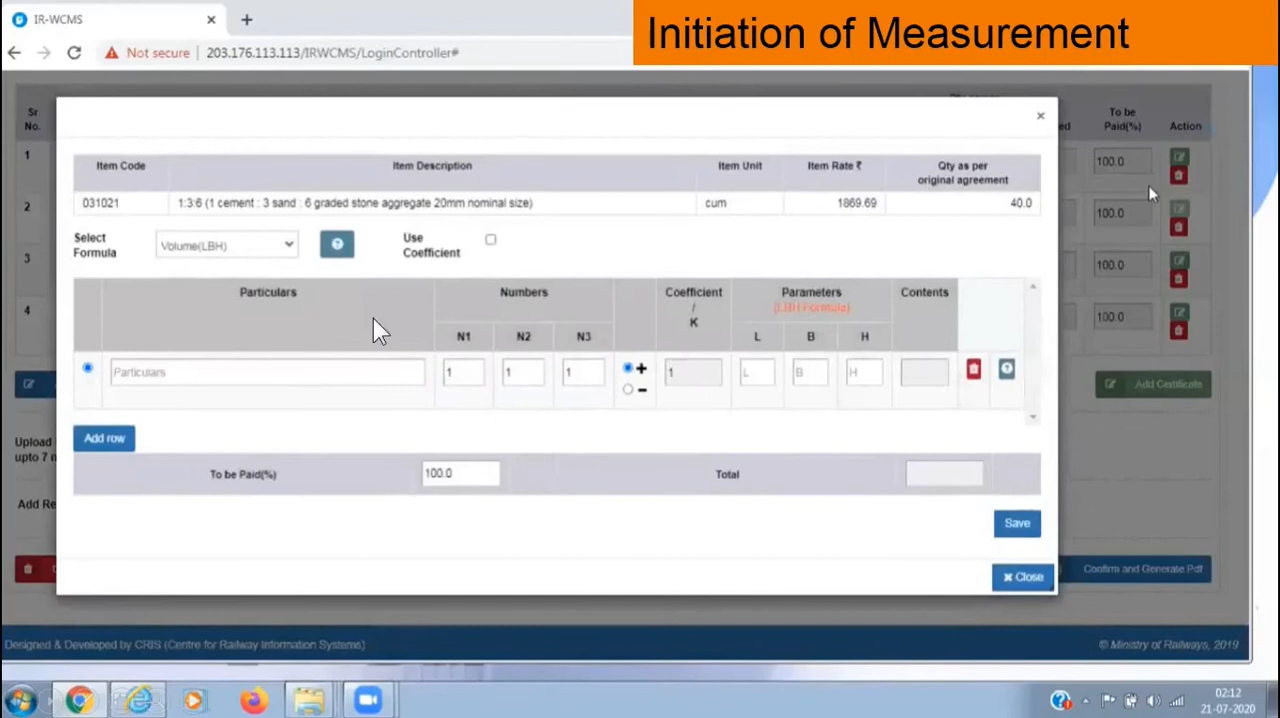 IR-WCMS
Initiation of Measurement
Not secure
203.176.113.113/IRWCMS/LoginController#
Sr No.
To be Paid(%)
Action
1
100.0
2
100.0
3
100.0
4
100.0
Item Code
Item Description
Item Unit
Item Rate ₹
Qty as per original agreement
031021
1:3:6 (1 cement : 3 sand : 6 graded stone aggregate 20mm nominal size)
cum
1869.69
40.0
Select Formula
Volume(LBH)
Use Coefficient
Particulars
Numbers
Coefficient / K
Parameters
(LBH Formula)
Contents
N1
N2
N3
L
B
H
Particulars
1
1
1
+
-
1
L
B
H
Add row
Add Certificate
Upload
upto 7
To be Paid(%)
100.0
Total
Add Re
Save
Close
Confirm and Generate Pdf
Designed & Developed by CRIS (Centre for Railway Information Systems)
© Ministry of Railways, 2019
02:12
21-07-2020